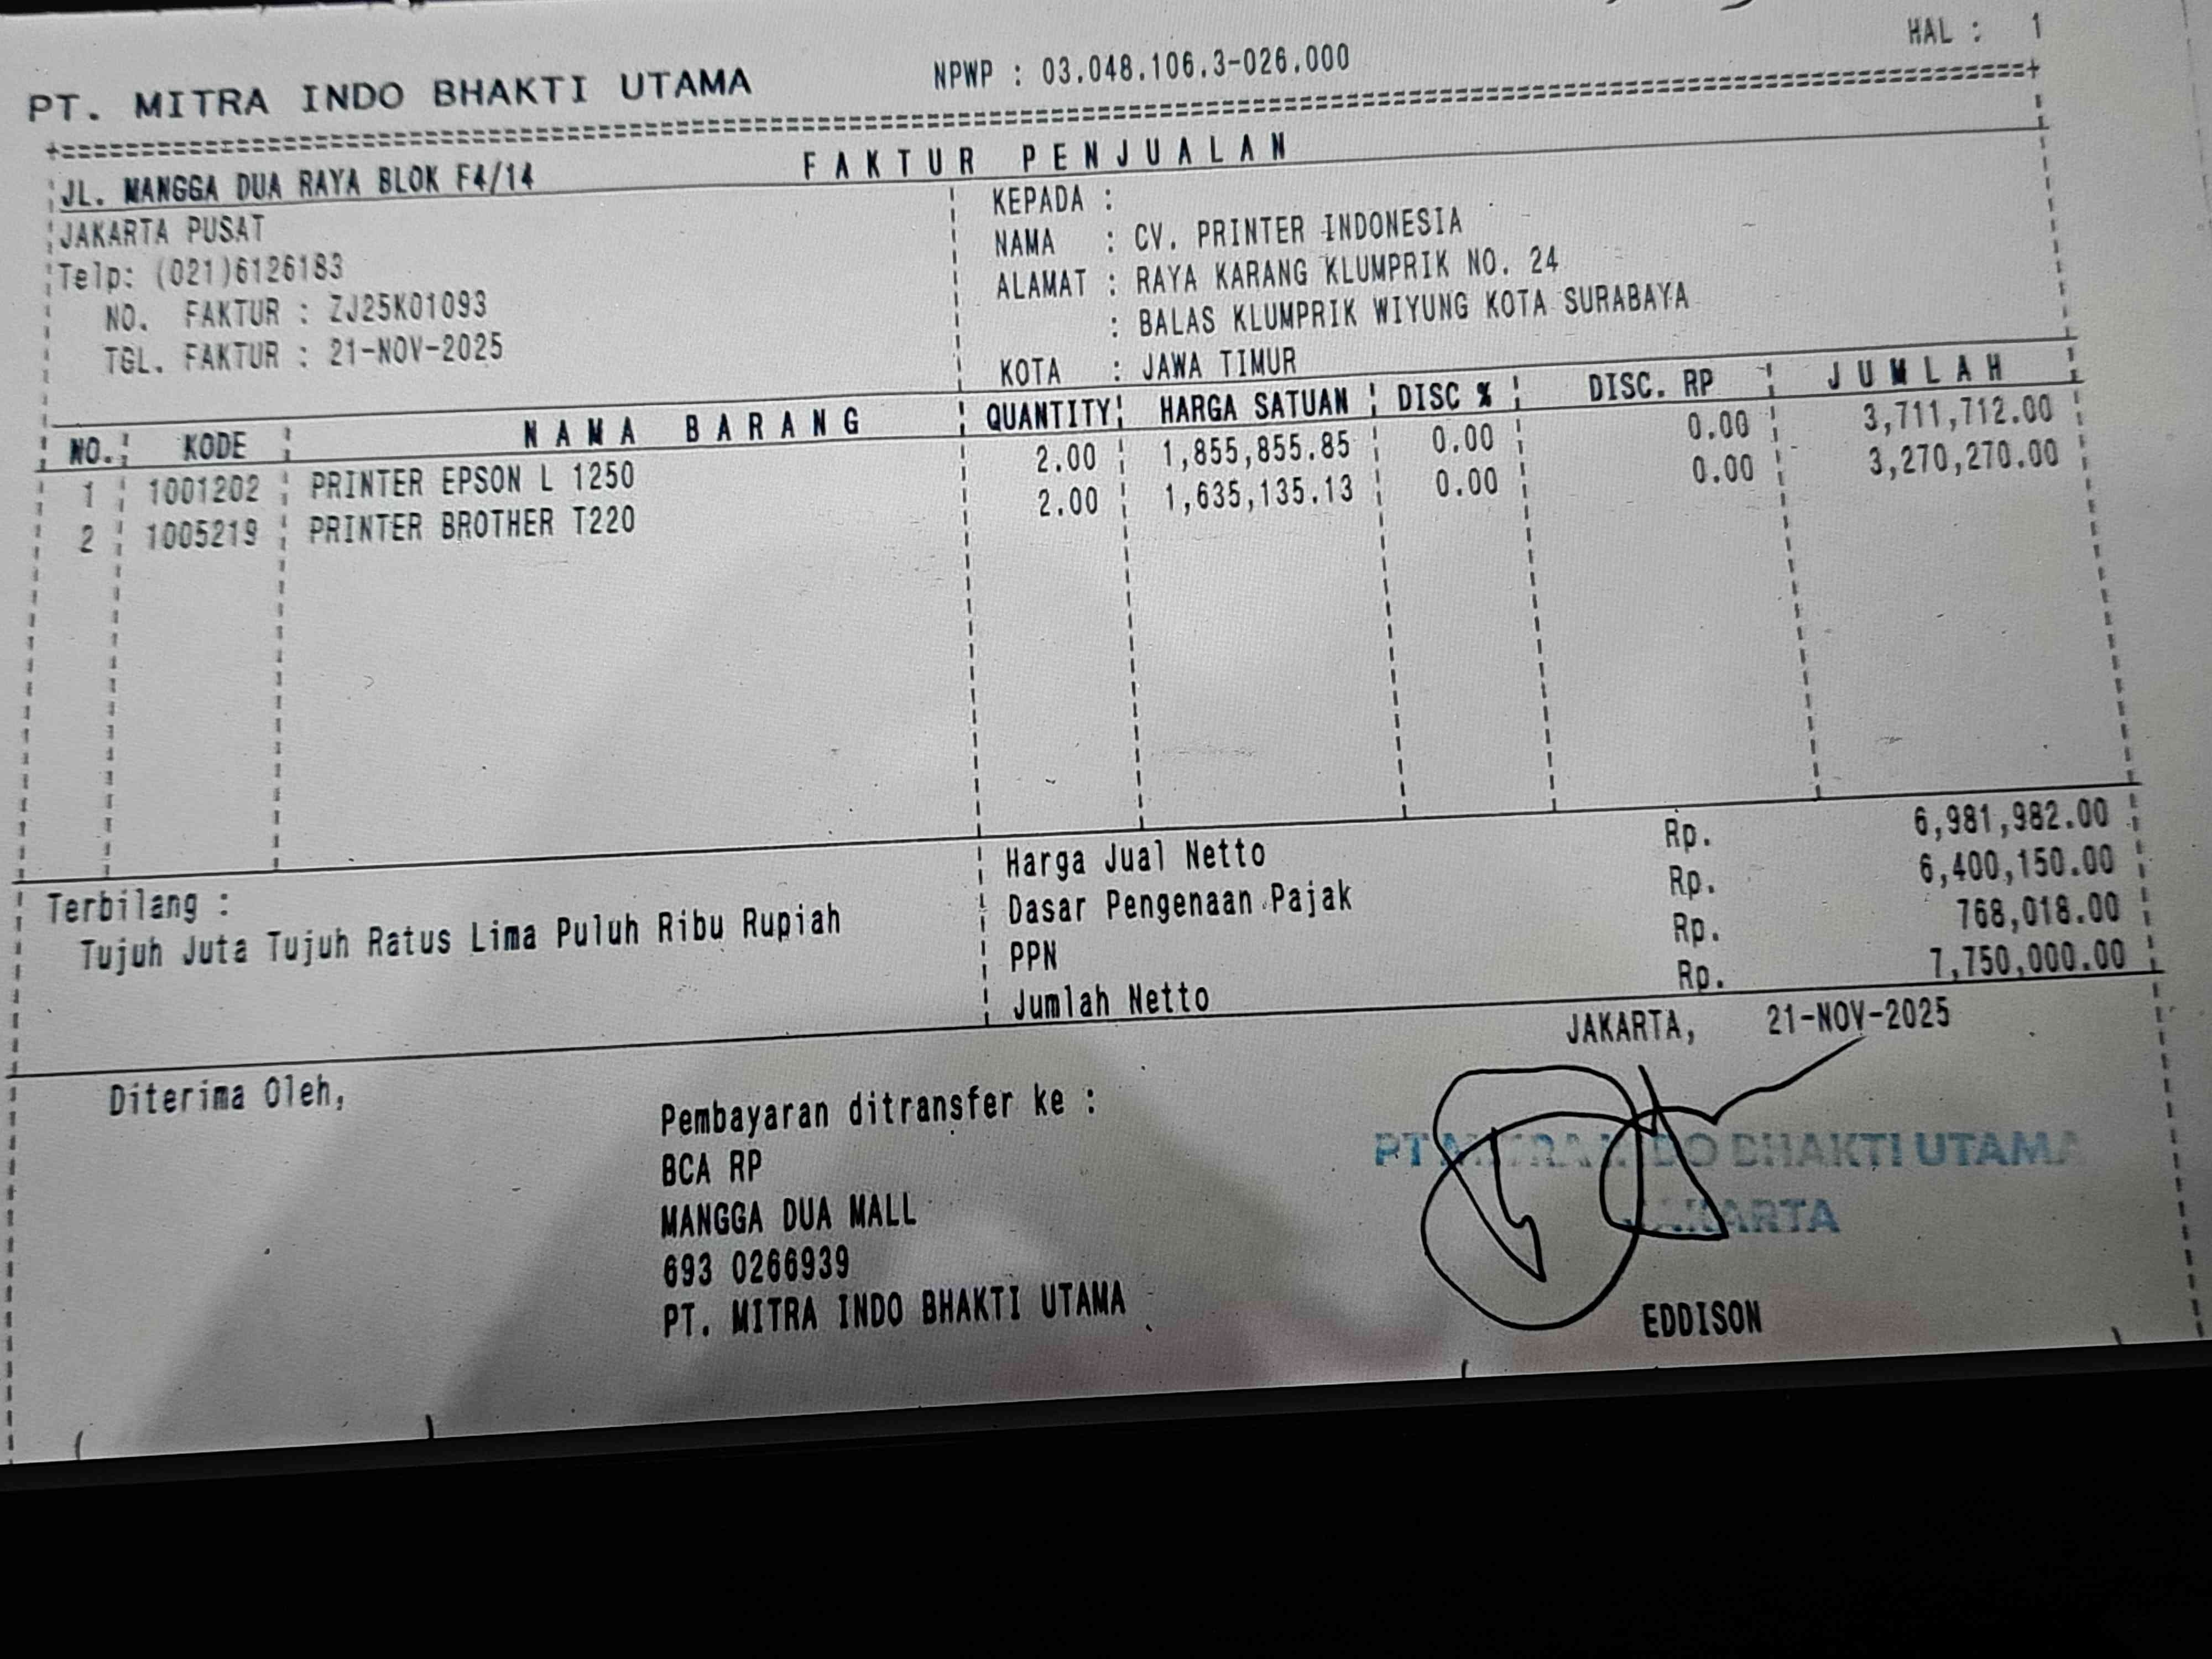 HAL : 1
PT. MITRA INDO BHAKTI UTAMA NPWP : 03.048.106.3-026.000
FAKTUR PENJUALAN
JL. MANGGA DUA RAYA BLOK F4/14
JAKARTA PUSAT
Telp: (021)6126183
NO. FAKTUR : ZJ25K01093
TGL. FAKTUR : 21-NOV-2025
KEPADA :
NAMA : CV. PRINTER INDONESIA
ALAMAT : RAYA KARANG KLUMPRIK NO. 24
: BALAS KLUMPRIK WIYUNG KOTA SURABAYA
KOTA : JAWA TIMUR
NO. KODE NAMA BARANG QUANTITY HARGA SATUAN DISC % DISC. RP JUMLAH
1 1001202 PRINTER EPSON L 1250 2.00 1,855,855.85 0.00 0.00 3,711,712.00
2 1005219 PRINTER BROTHER T220 2.00 1,635,135.13 0.00 0.00 3,270,270.00
Terbilang :
Tujuh Juta Tujuh Ratus Lima Puluh Ribu Rupiah
Harga Jual Netto Rp. 6,981,982.00
Dasar Pengenaan Pajak Rp. 6,400,150.00
PPN Rp. 768,018.00
Jumlah Netto Rp. 7,750,000.00
JAKARTA, 21-NOV-2025
Diterima Oleh,
Pembayaran ditransfer ke :
BCA RP
MANGGA DUA MALL
693 0266939
PT. MITRA INDO BHAKTI UTAMA
PT MITRA INDO BHAKTI UTAMA
JAKARTA
EDDISON